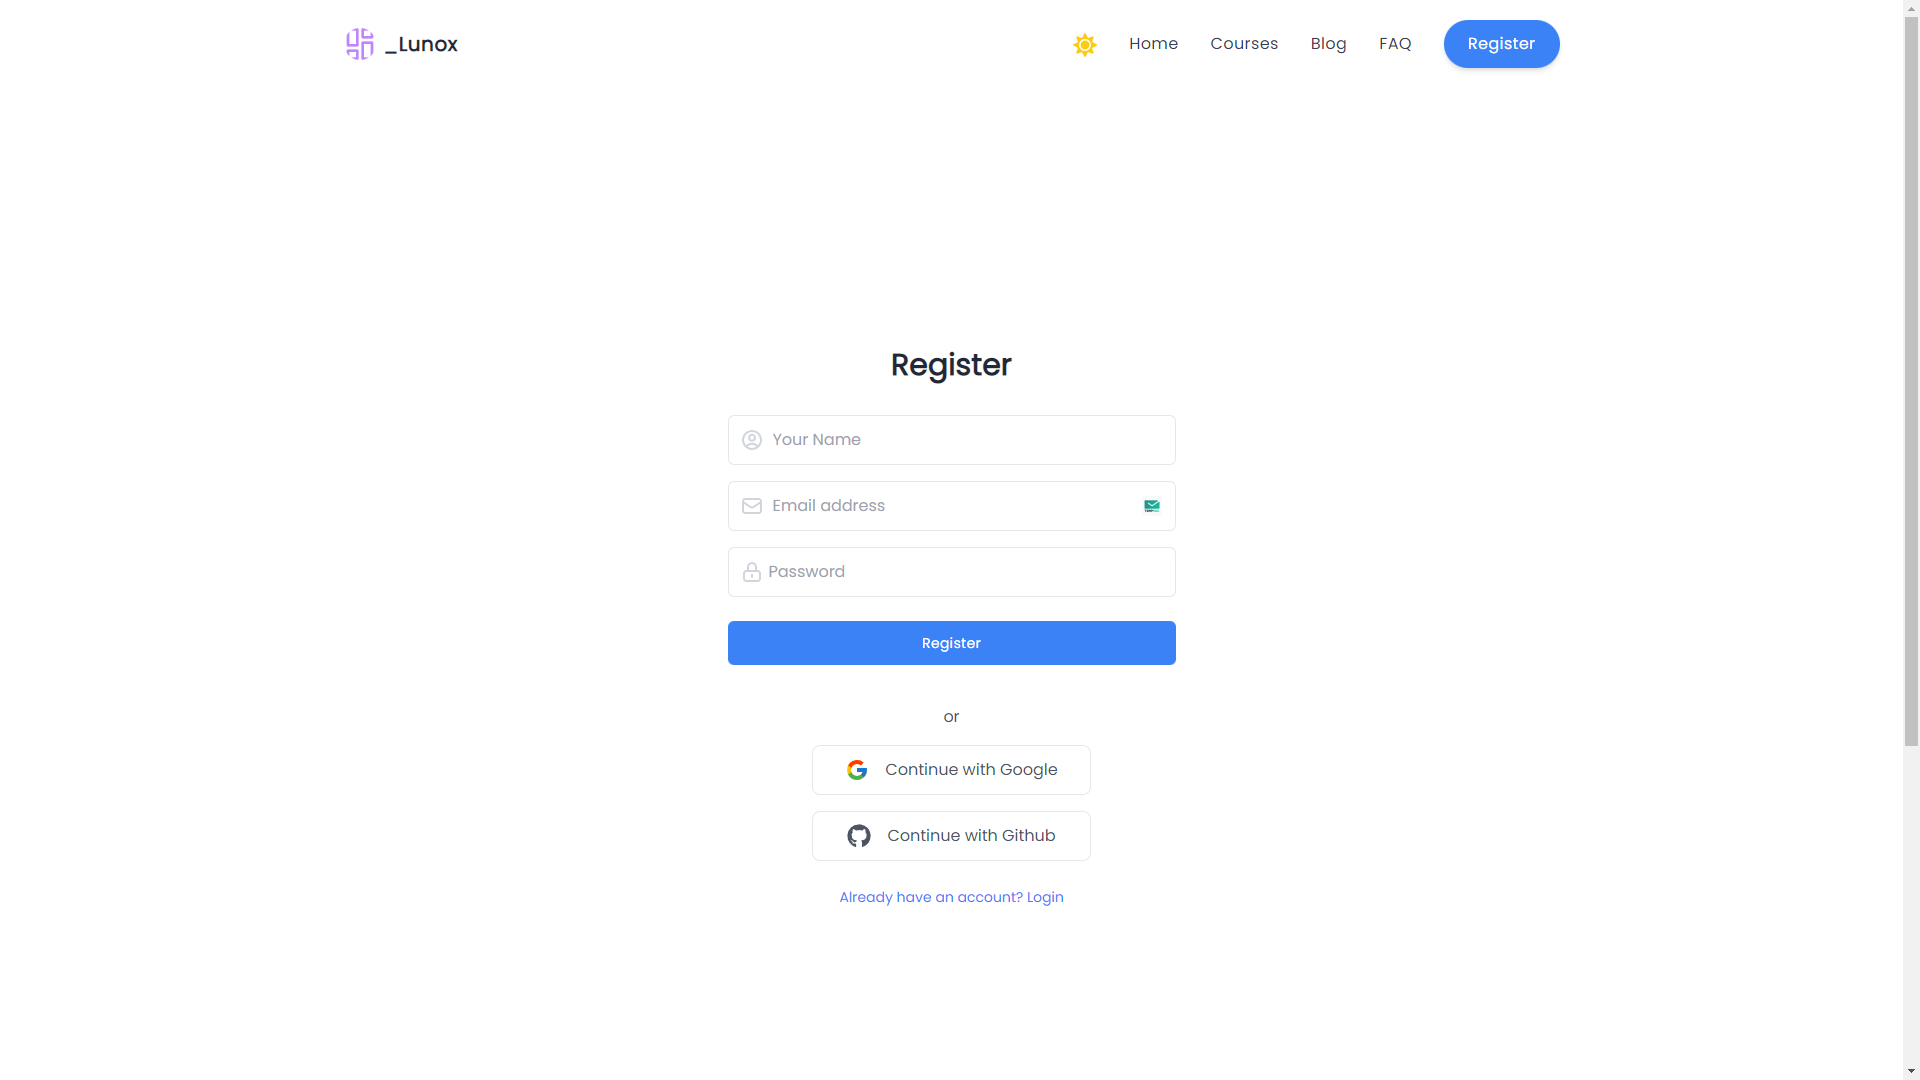 _Lunox
Home
Courses
Blog
FAQ
Register
Register
Your Name
Email address
Password
Register
or
Continue with Google
Continue with Github
Already have an account? Login